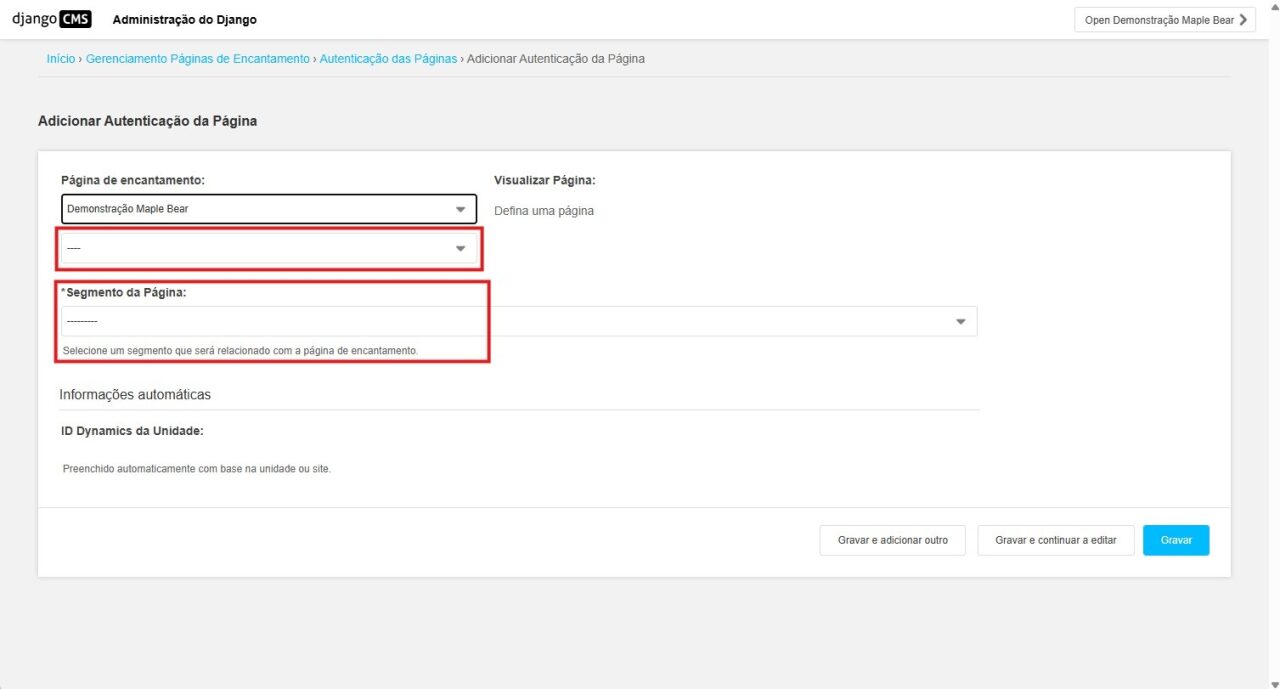 django CMS Administração do Django
Open Demonstração Maple Bear
Início › Gerenciamento Páginas de Encantamento › Autenticação das Páginas › Adicionar Autenticação da Página
Adicionar Autenticação da Página
Página de encantamento:
Visualizar Página:
Demonstração Maple Bear
Defina uma página
----
*Segmento da Página:
---------
Selecione um segmento que será relacionado com a página de encantamento.
Informações automáticas
ID Dynamics da Unidade:
Preenchido automaticamente com base na unidade ou site.
Gravar e adicionar outro
Gravar e continuar a editar
Gravar